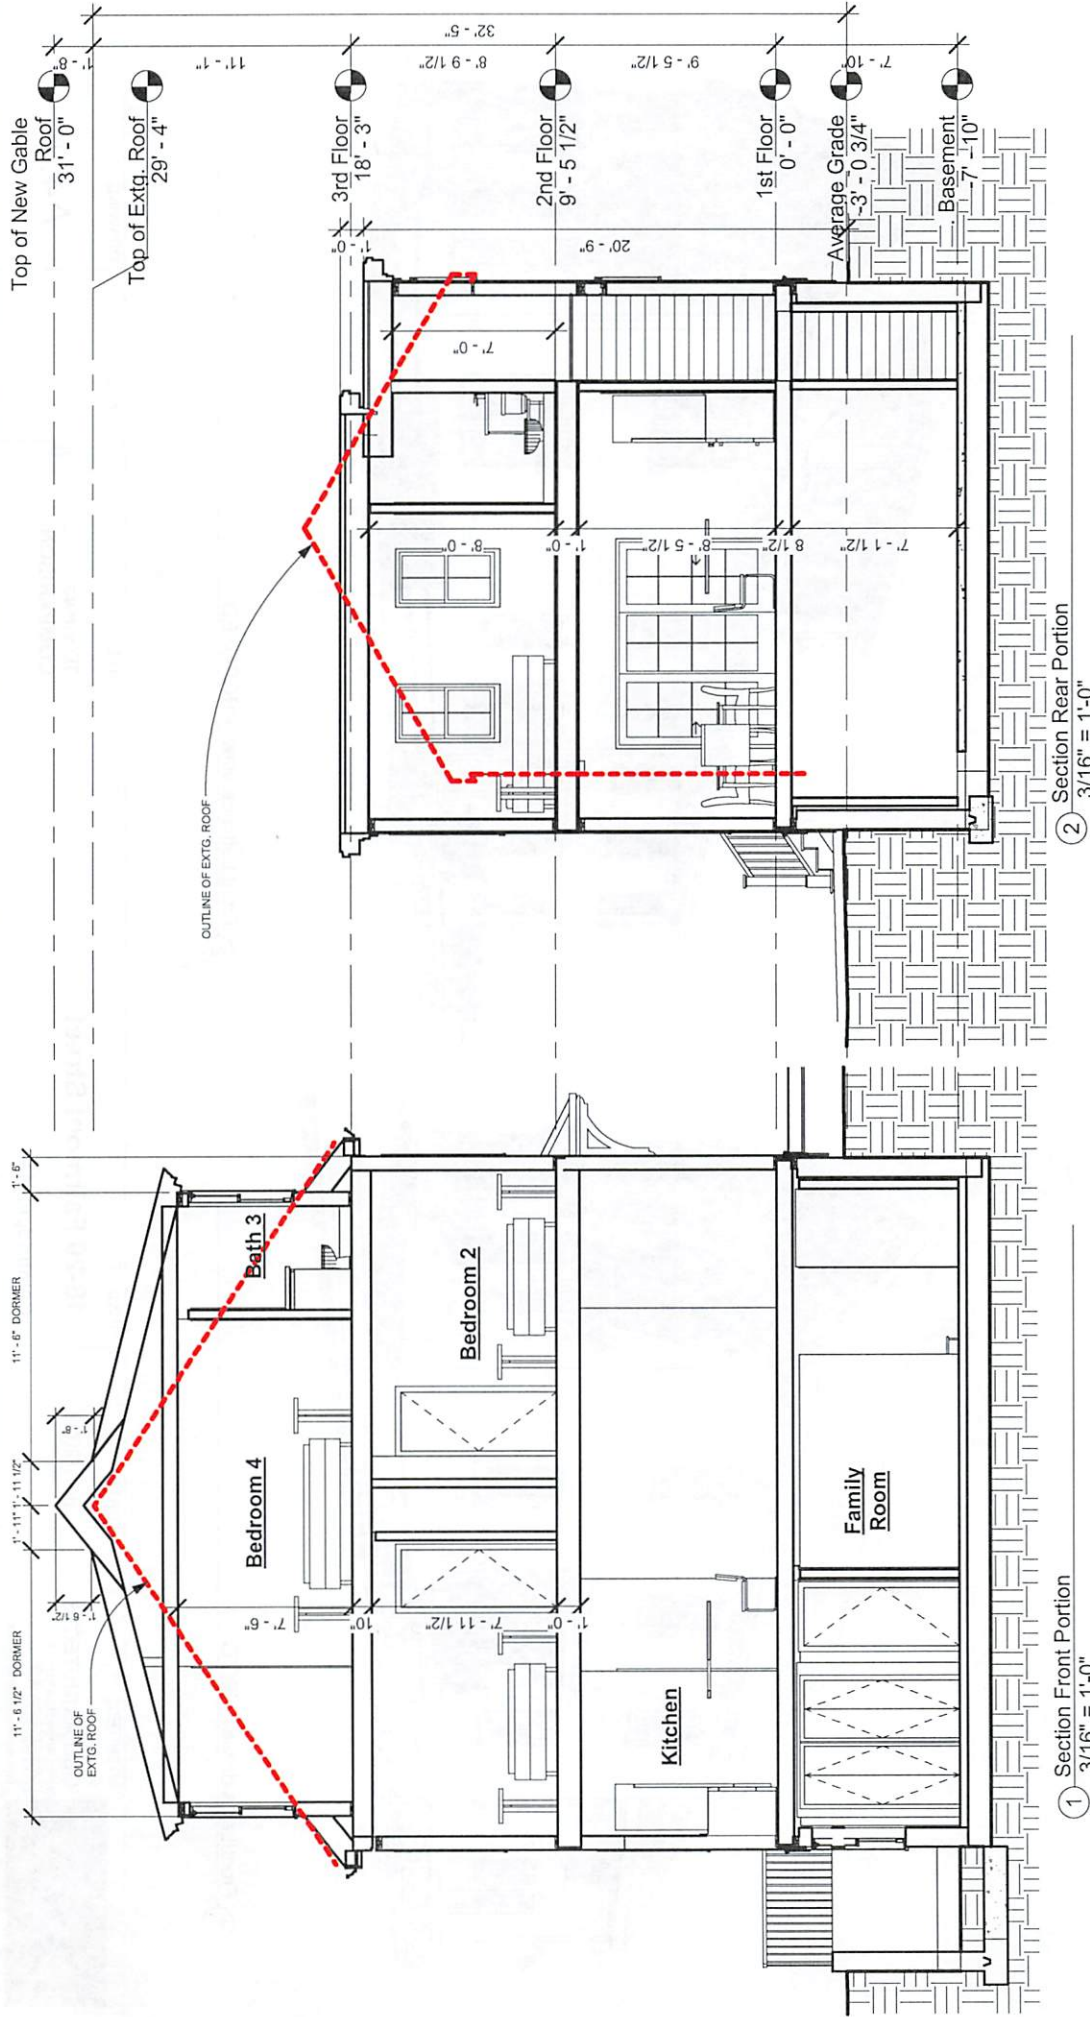 Top of New Gable
Roof
31' - 0"
Top of Extg. Roof
29' - 4"
3rd Floor
18' - 3"
2nd Floor
9' - 5 1/2"
1st Floor
0' - 0"
Average Grade
-3' - 0 3/4"
Basement
-7' - 10"
1' - 8"
11' - 1"
8' - 9 1/2"
9' - 5 1/2"
7' - 10"
32' - 5"
1' - 0"
20' - 9"
7' - 0"
8' - 0"
1' - 0"
8' - 5 1/2"
8 1/2"
7' - 1 1/2"
OUTLINE OF EXTG. ROOF
2
Section Rear Portion
3/16" = 1'-0"
11' - 6 1/2" DORMER
1' - 11"
1' - 11 1/2"
11' - 6" DORMER
1' - 6"
1' - 6 1/2"
1' - 8"
OUTLINE OF
EXTG. ROOF
Bedroom 4
Bath 3
7' - 6"
10"
7' - 11 1/2"
1' - 0"
Bedroom 2
Kitchen
Family
Room
1
Section Front Portion
3/16" = 1'-0"